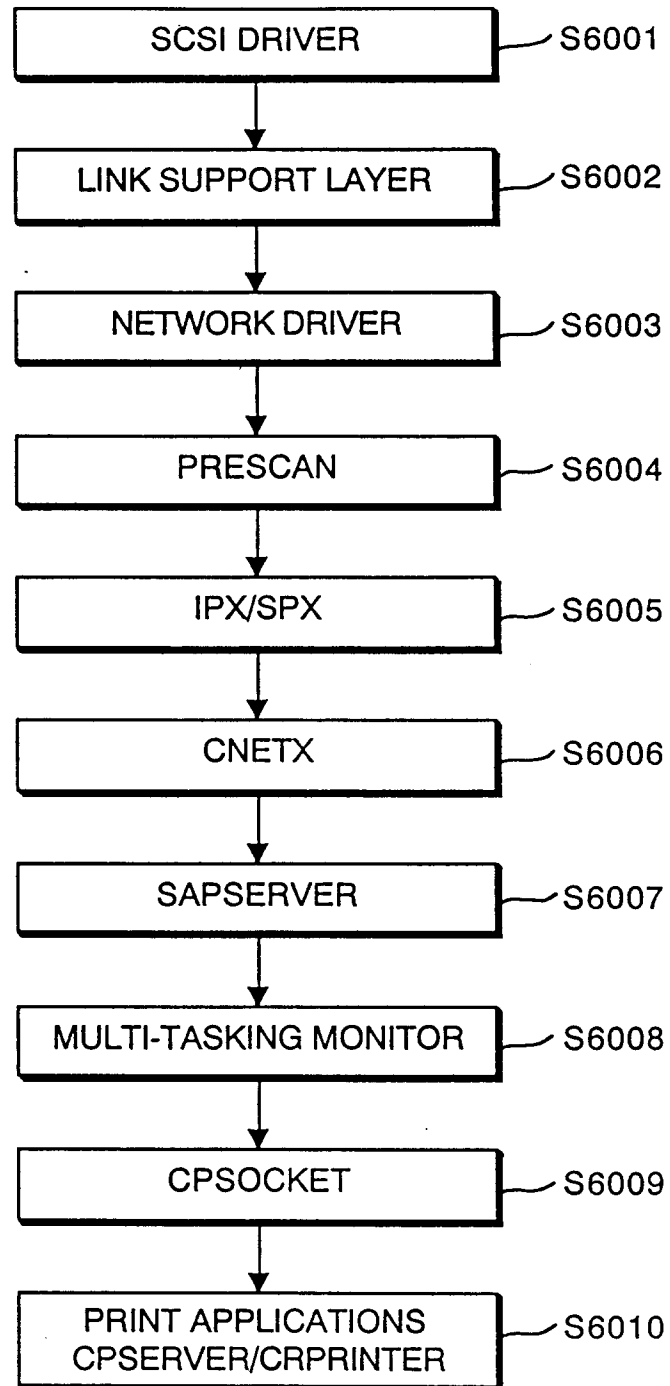 SCSI DRIVER
S6001
LINK SUPPORT LAYER
S6002
NETWORK DRIVER
S6003
PRESCAN
S6004
IPX/SPX
S6005
CNETX
S6006
SAPSERVER
S6007
MULTI-TASKING MONITOR
S6008
CPSOCKET
S6009
PRINT APPLICATIONS
CPSERVER/CRPRINTER
S6010